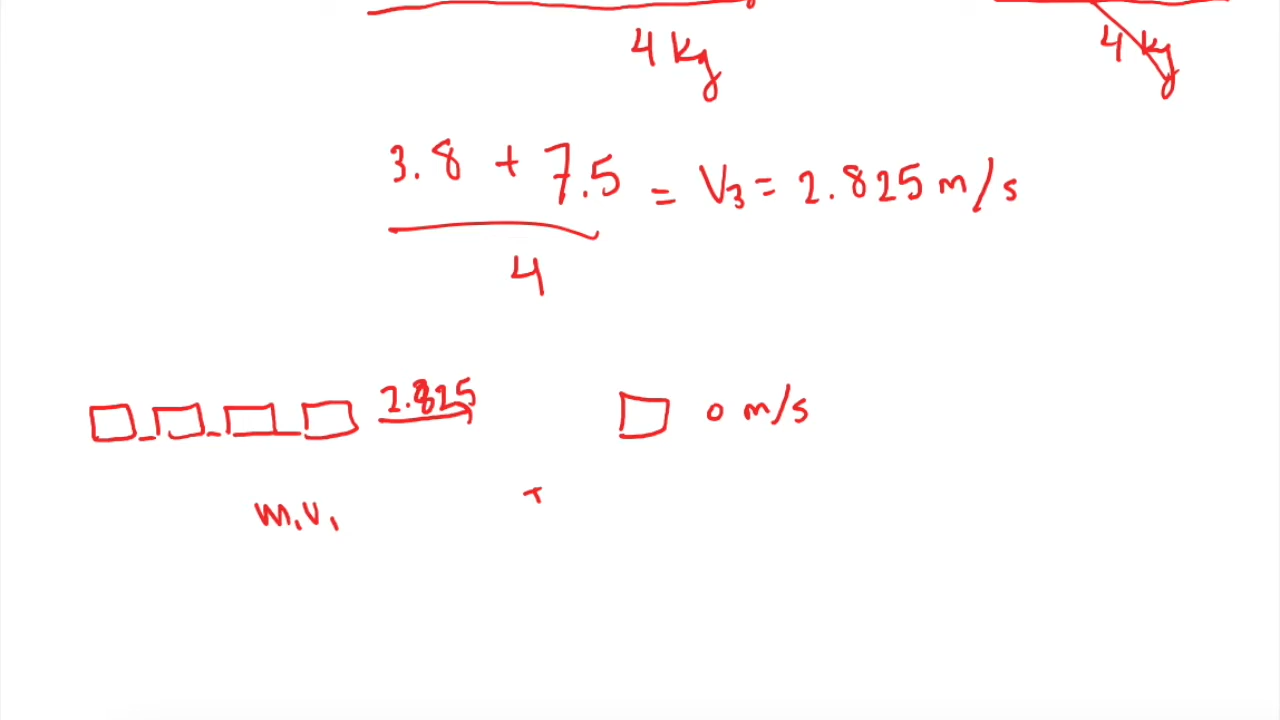 4 kg 4 kg
3.8 + 7.5 = V₃ = 2.825 m/s
4
2.825 0 m/s
m₁v₁ +